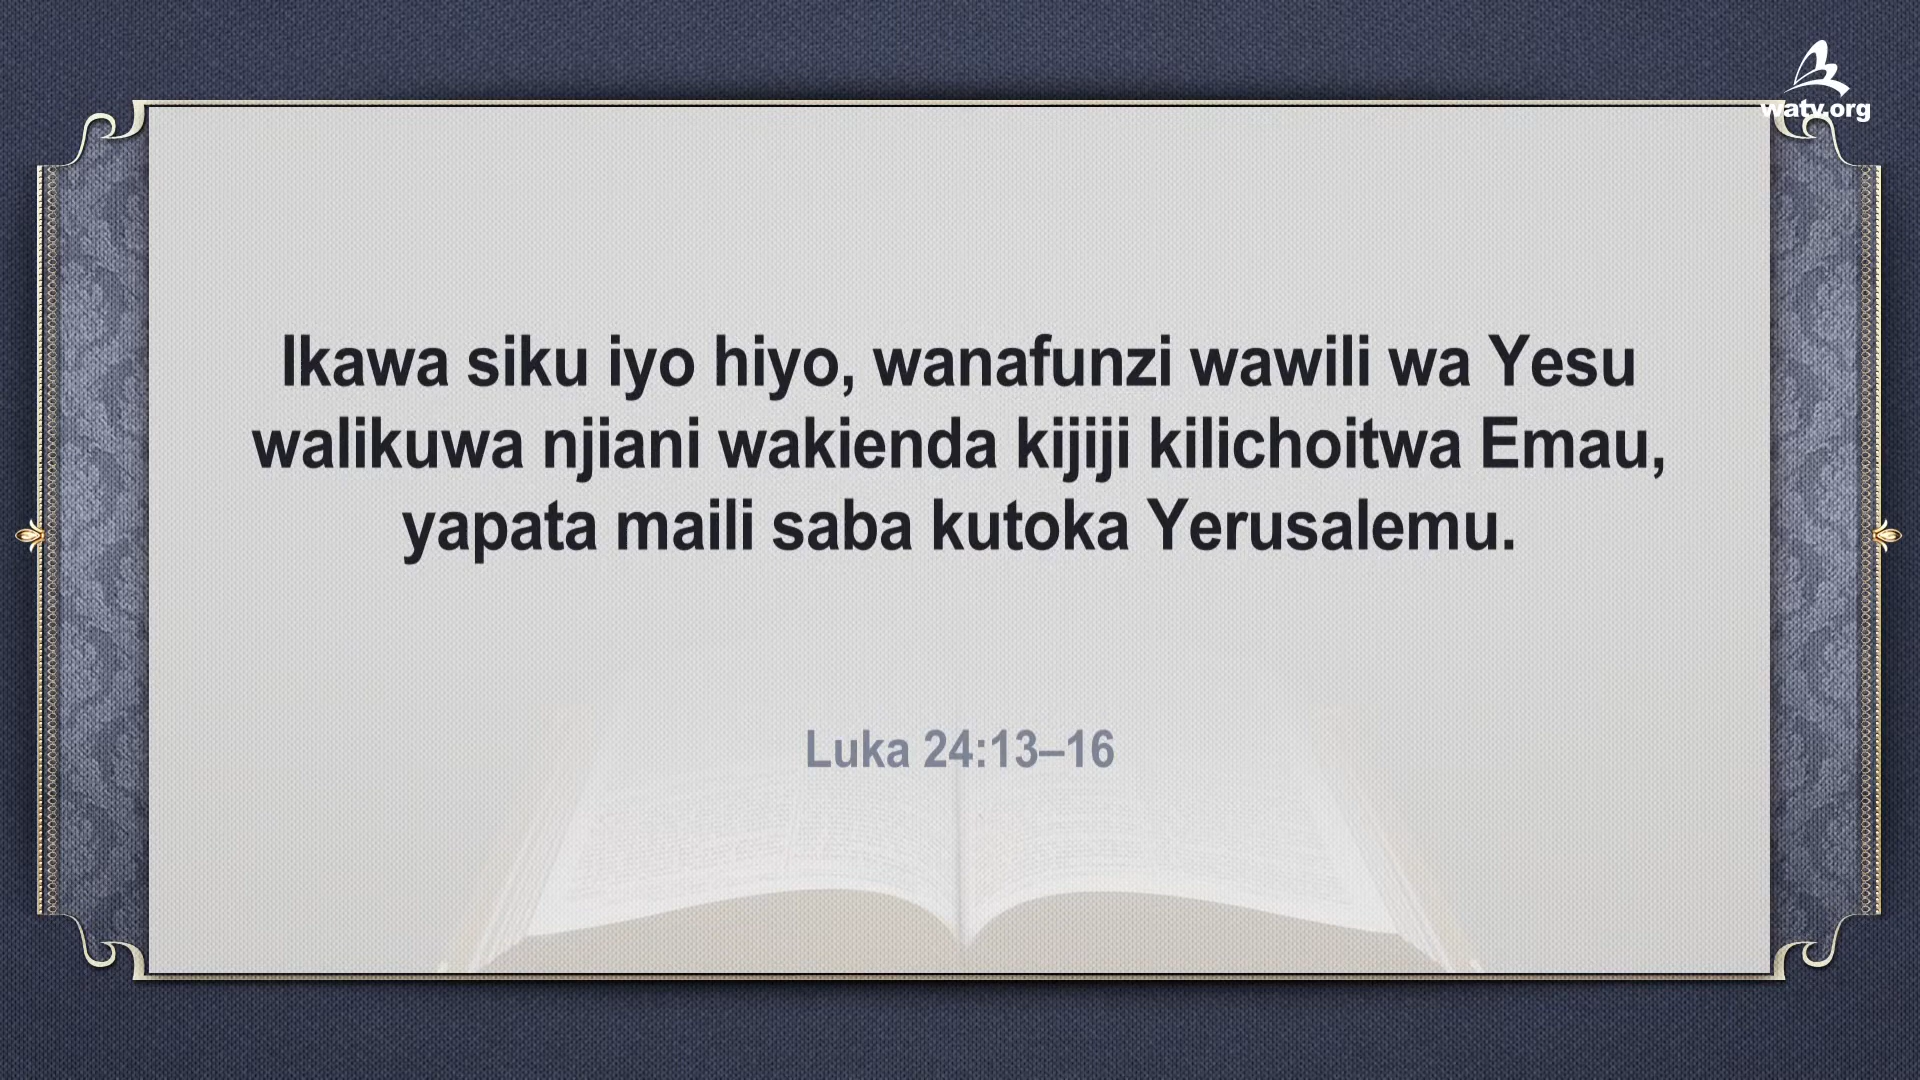 watv.org
Ikawa siku iyo hiyo, wanafunzi wawili wa Yesu
walikuwa njiani wakienda kijiji kilichoitwa Emau,
yapata maili saba kutoka Yerusalemu.
Luka 24:13–16